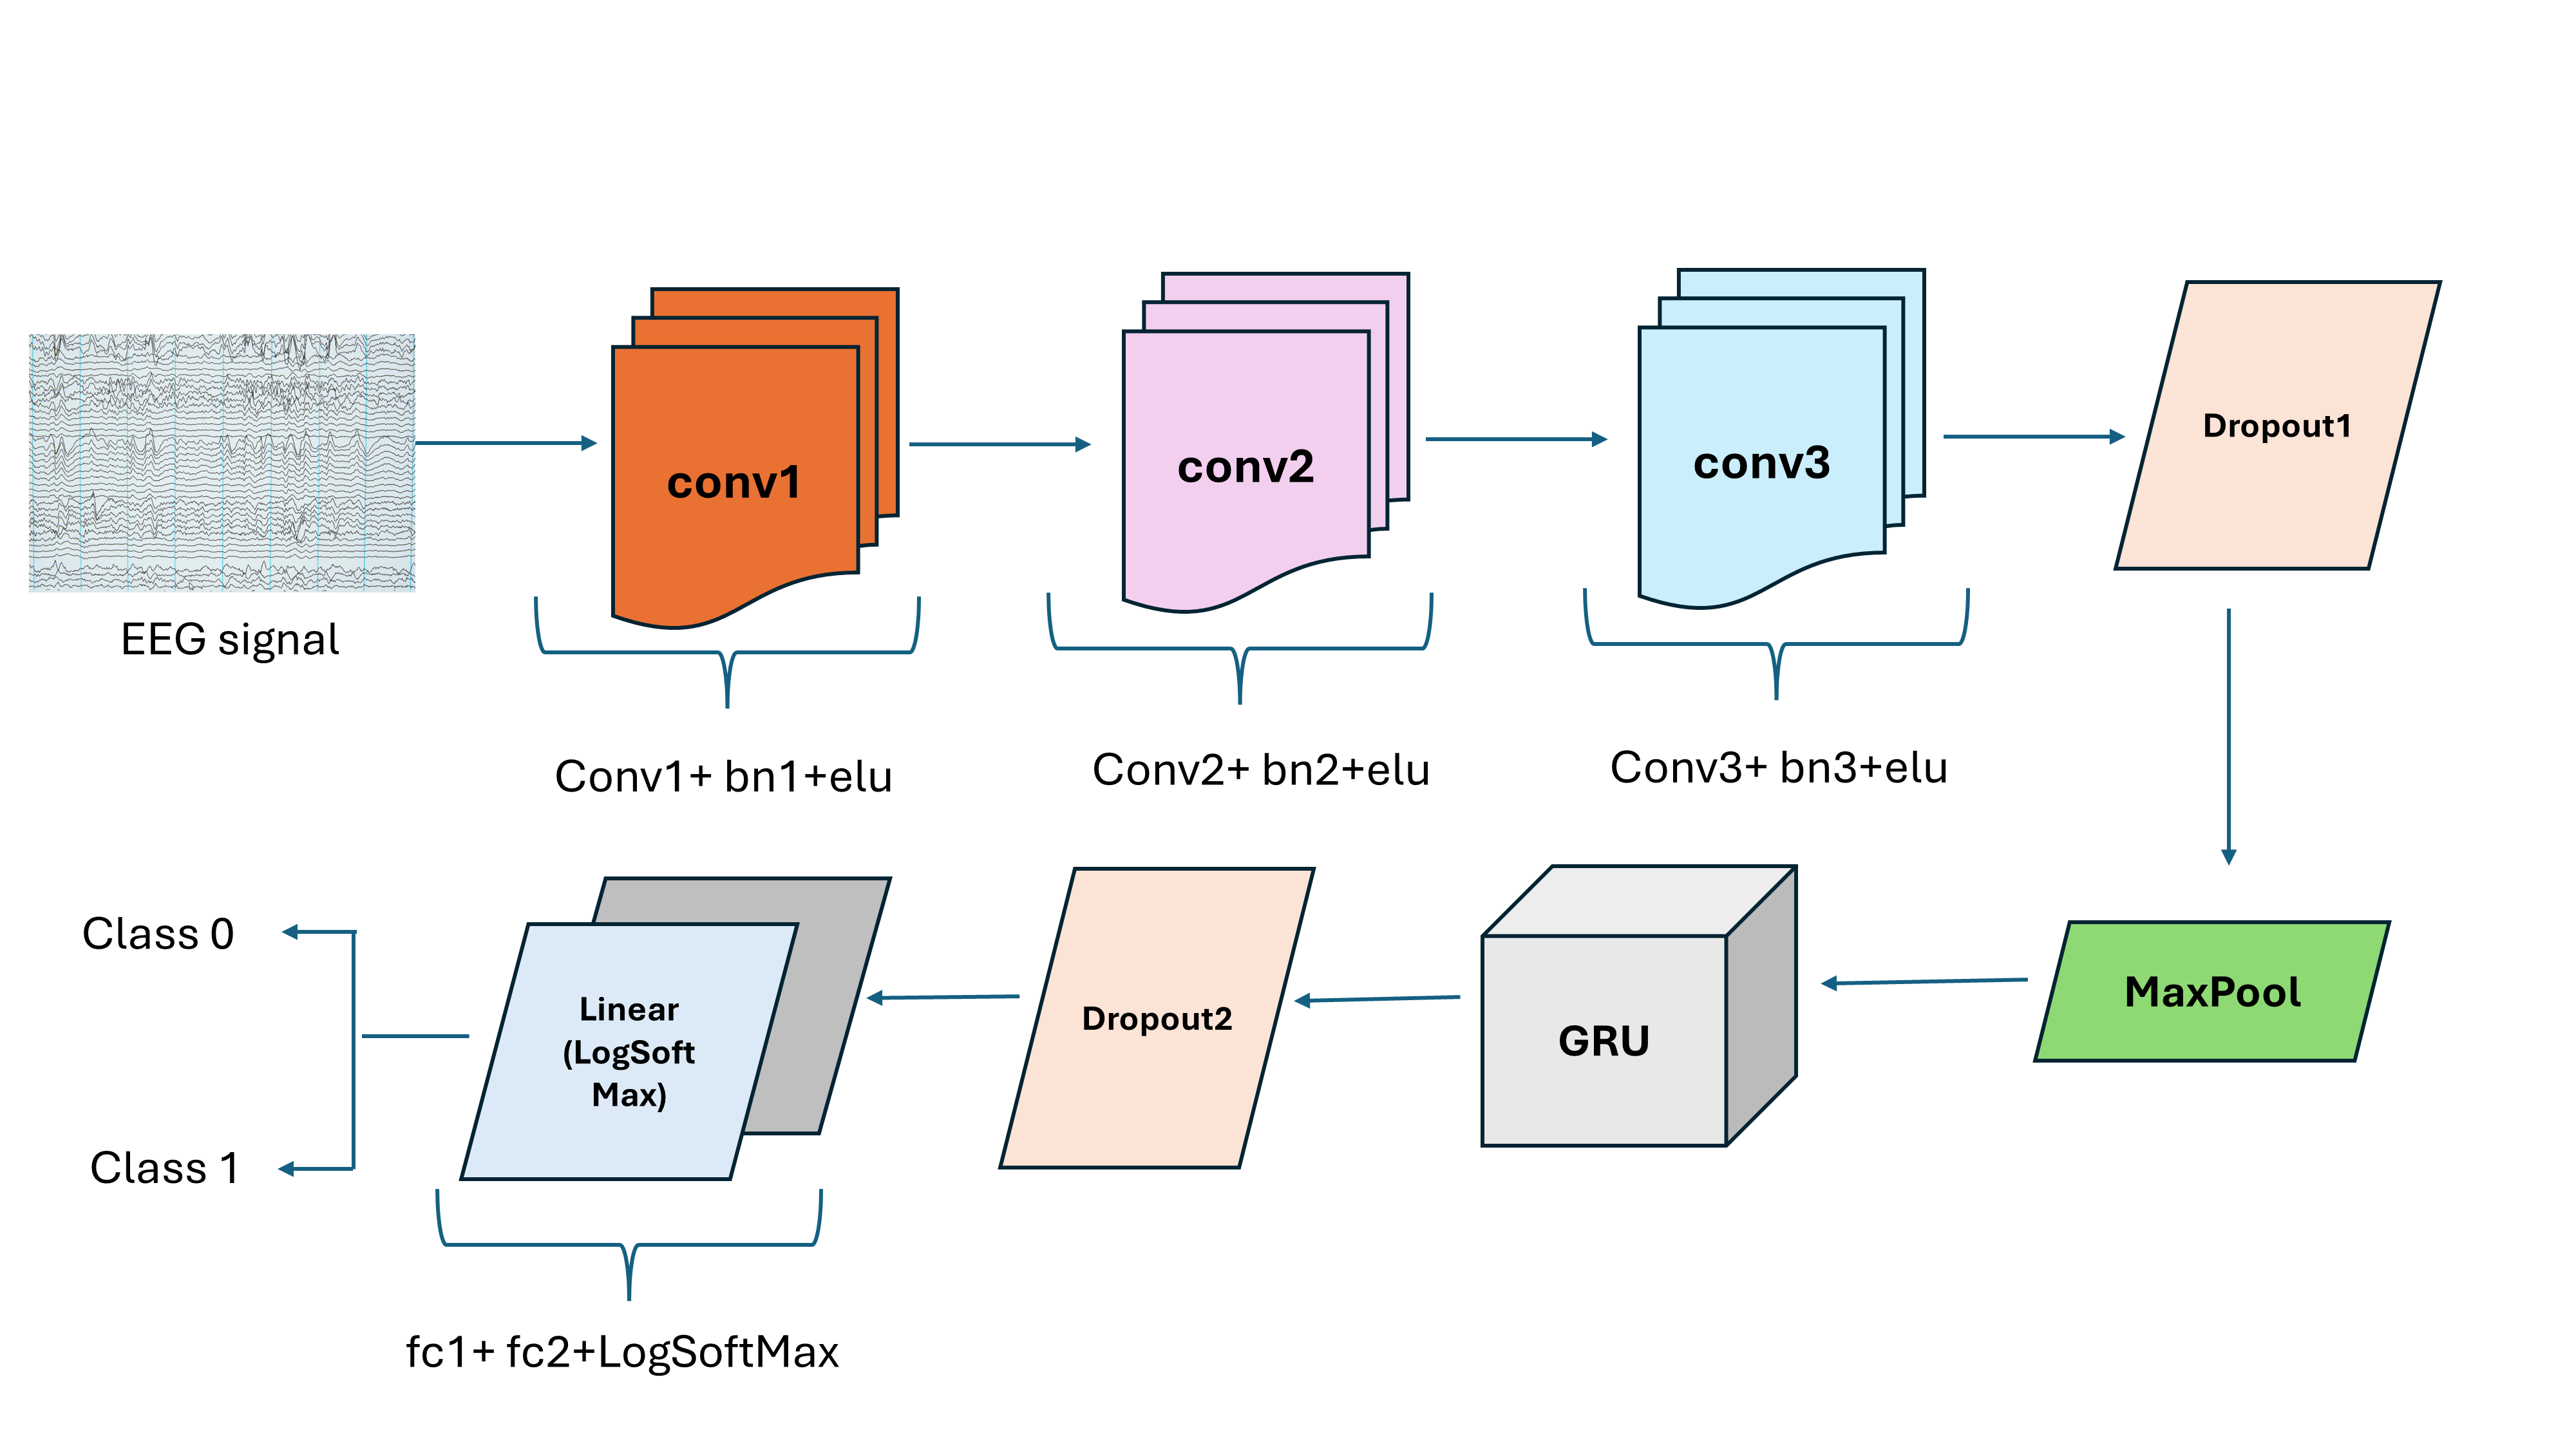 conv1
conv2
conv3
Dropout1
EEG signal
Conv1+ bn1+elu
Conv2+ bn2+elu
Conv3+ bn3+elu
MaxPool
GRU
Dropout2
Linear
(LogSoft
Max)
Class 0
Class 1
fc1+ fc2+LogSoftMax